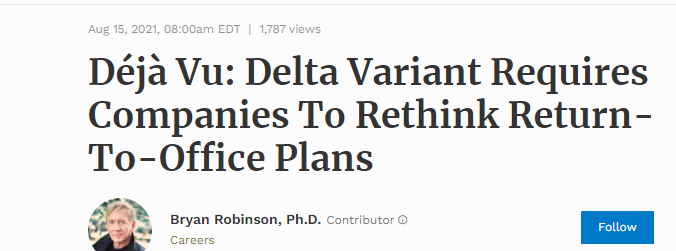 Aug 15, 2021, 08:00am EDT | 1,787 views
Déjà Vu: Delta Variant Requires
Companies To Rethink Return-
To-Office Plans
Bryan Robinson, Ph.D. Contributor
Careers
Follow